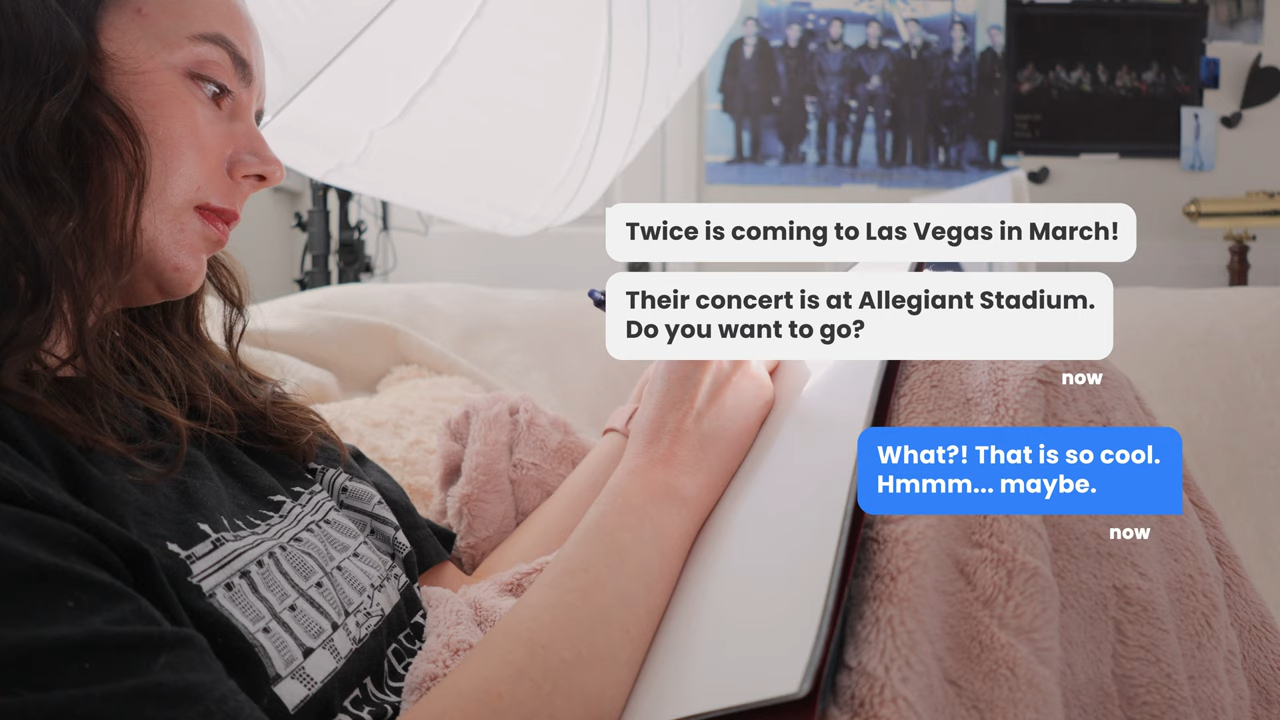 Twice is coming to Las Vegas in March!
Their concert is at Allegiant Stadium.
Do you want to go?
now
What?! That is so cool.
Hmmm... maybe.
now